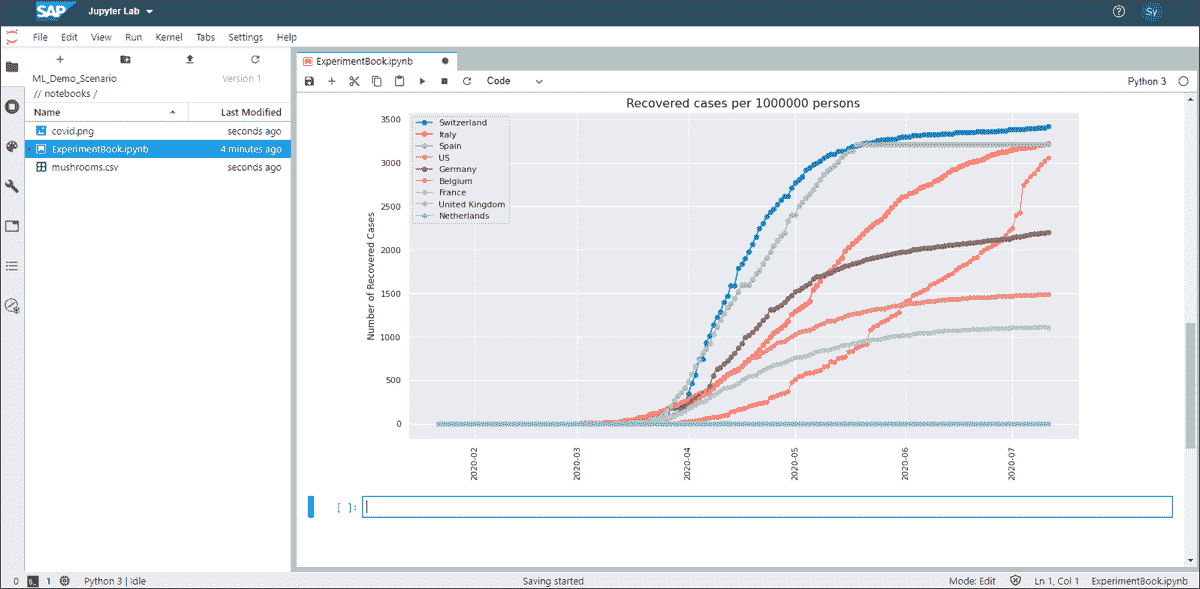 SAP Jupyter Lab
Sy
File Edit View Run Kernel Tabs Settings Help
ML_Demo_Scenario Version 1
// notebooks /
Name Last Modified
covid.png seconds ago
ExperimentBook.ipynb 4 minutes ago
mushrooms.csv seconds ago
ExperimentBook.ipynb
Code Python 3
Recovered cases per 1000000 persons
Switzerland
Italy
Spain
US
Germany
Belgium
France
United Kingdom
Netherlands
Number of Recovered Cases
3500
3000
2500
2000
1500
1000
500
0
2020-02 2020-03 2020-04 2020-05 2020-06 2020-07
[ ]:
0 s_ 1 Python 3 | Idle Saving started Mode: Edit Ln 1, Col 1 ExperimentBook.ipynb